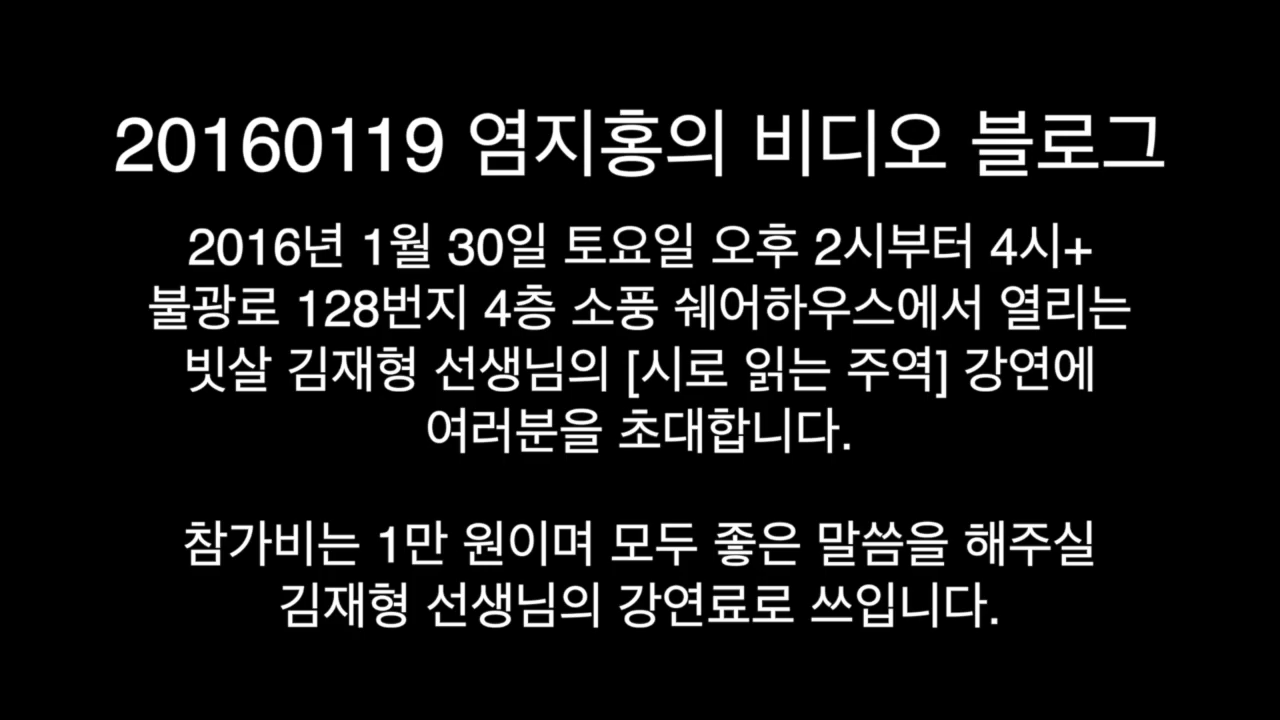 20160119 염지홍의 비디오 블로그
2016년 1월 30일 토요일 오후 2시부터 4시+
불광로 128번지 4층 소풍 쉐어하우스에서 열리는
빗살 김재형 선생님의 [시로 읽는 주역] 강연에
여러분을 초대합니다.
참가비는 1만 원이며 모두 좋은 말씀을 해주실
김재형 선생님의 강연료로 쓰입니다.